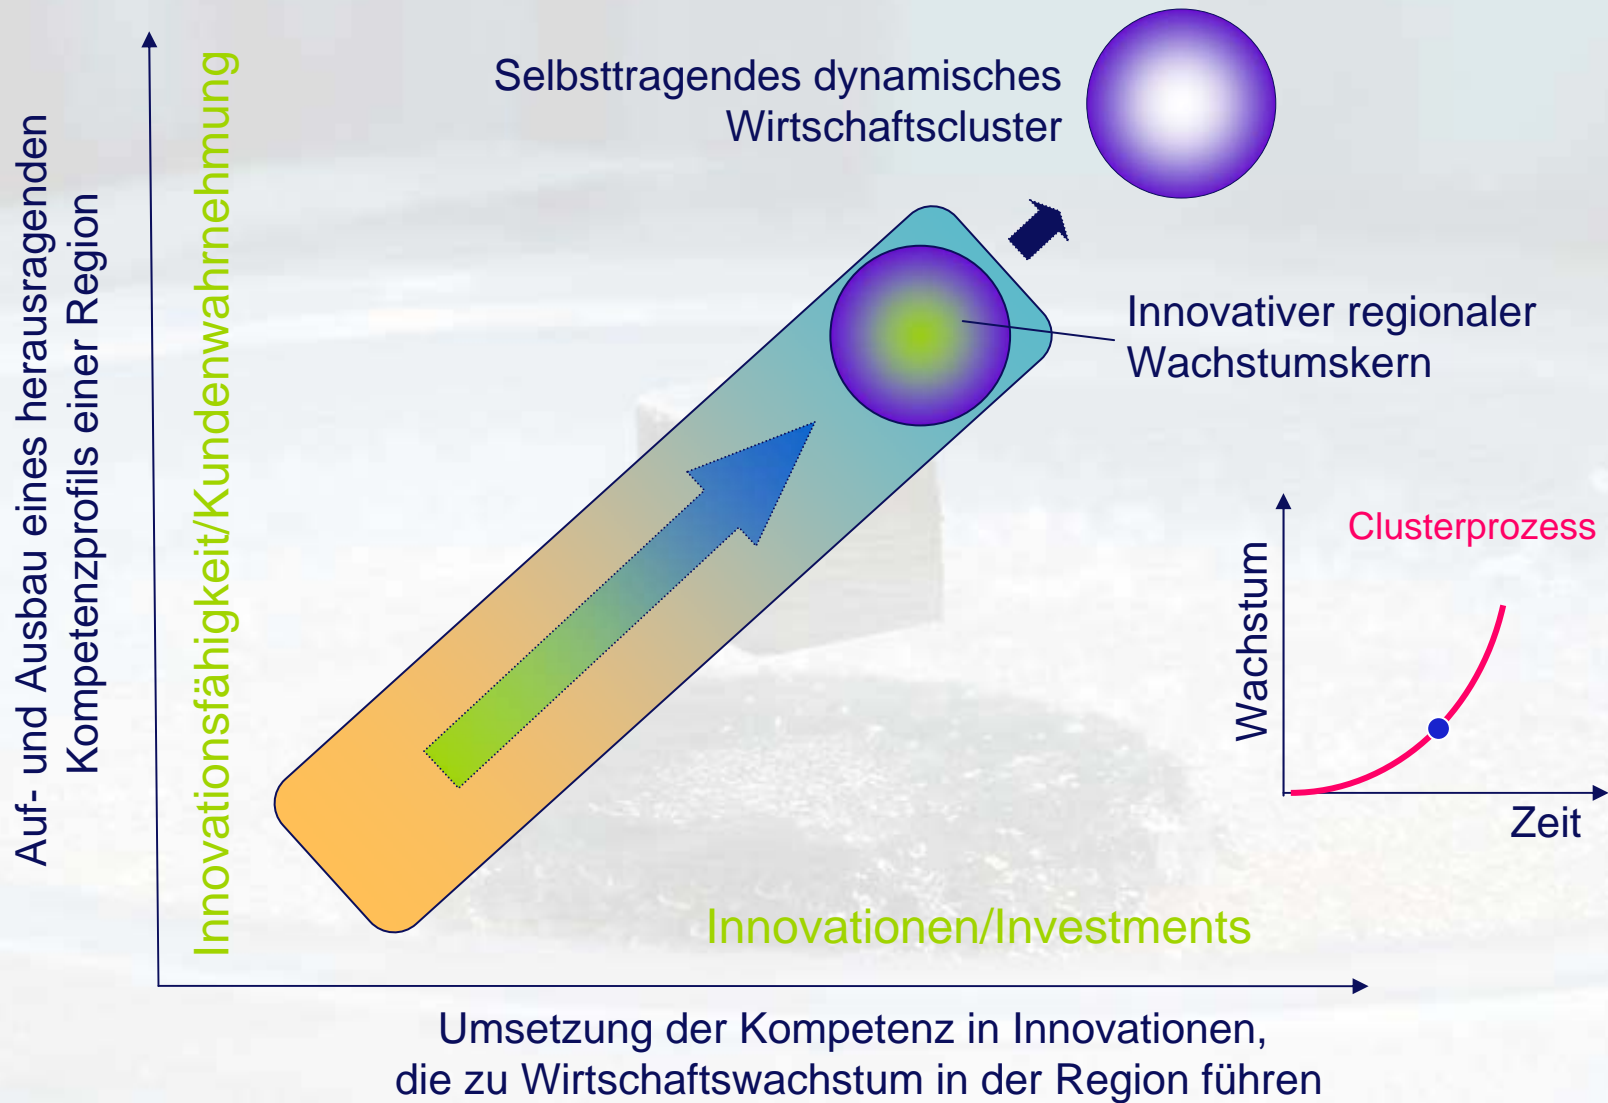 Auf- und Ausbau eines herausragenden
Kompetenzprofils einer Region
Innovationsfähigkeit/Kundenwahrnehmung
Selbsttragendes dynamisches
Wirtschaftscluster
Innovativer regionaler
Wachstumskern
Clusterprozess
Wachstum
Zeit
Innovationen/Investments
Umsetzung der Kompetenz in Innovationen,
die zu Wirtschaftswachstum in der Region führen